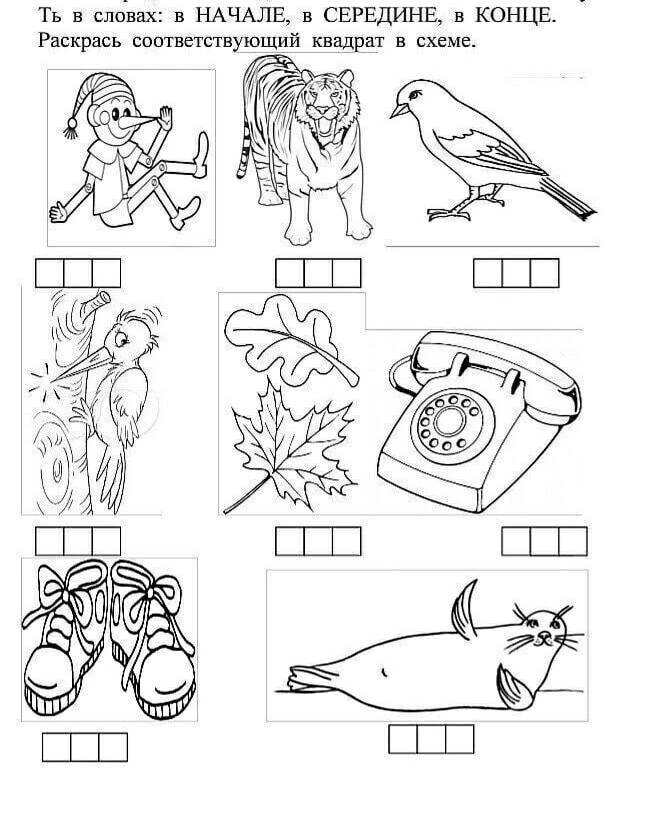 Ть в словах: в НАЧАЛЕ, в СЕРЕДИНЕ, в КОНЦЕ.
Раскрась соответствующий квадрат в схеме.